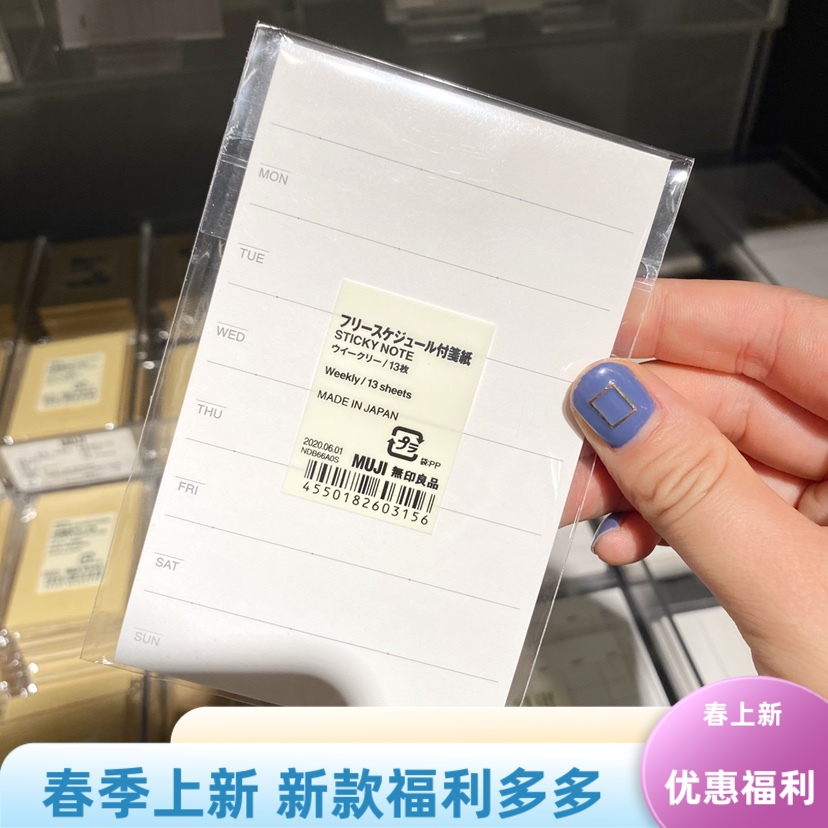 MON
TUE
WED
THU
FRI
SAT
SUN
フリースケジュール付箋紙
STICKY NOTE
ウイークリー/13枚
Weekly/13 sheets
MADE IN JAPAN
2020.06.01
NDB66A0S
プラ
袋:PP
MUJI 無印良品
4550182603156
春上新
优惠福利
春季上新 新款福利多多